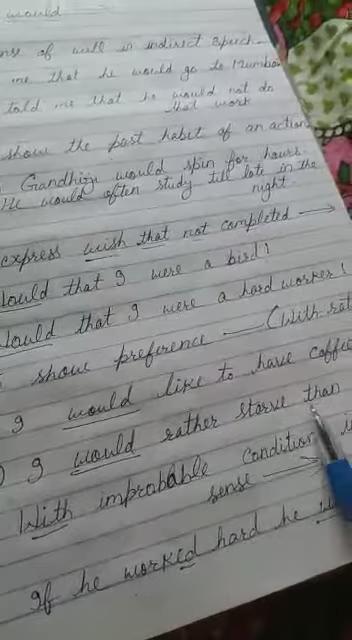 would
nse of will in indirect speech
me that he would go to Mumbai
told me that he would not do
that work
show the past habit of an action
Gandhiji would spin for hours.
He would often study till late in the
night.
express wish that not completed →
Would that I were a bird!
Would that I were a hard worker!
show preference — (With rat
I would like to have coffee
I would rather starve than
With improbable condition i
sense →
If he worked hard he w